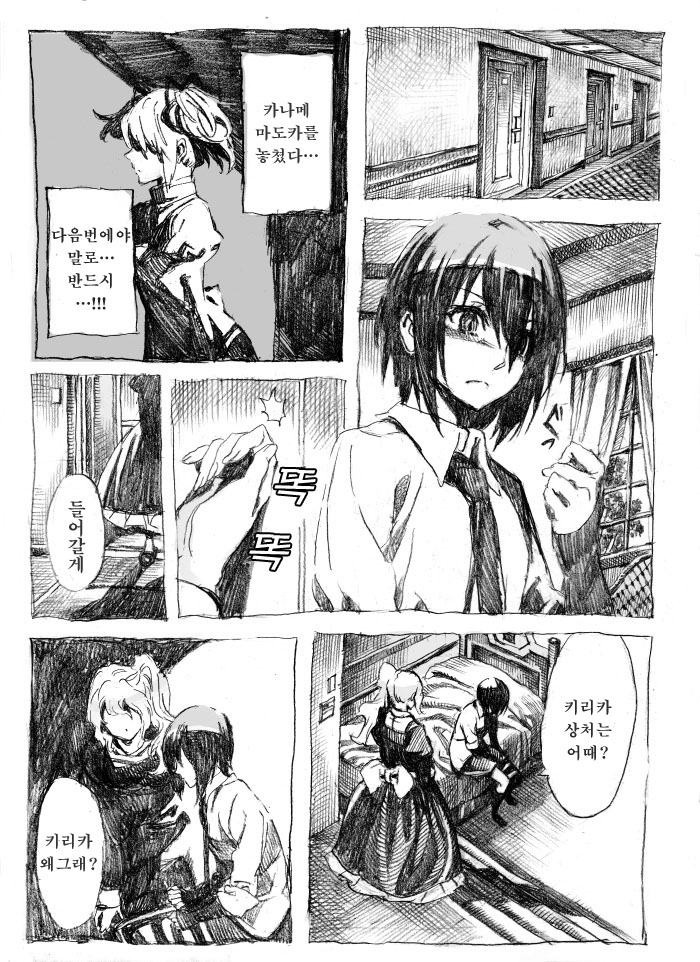 카나메
마도카를
놓쳤다…
다음번에야
말로…
반드시
…!!!
똑
똑
들어갈게
키리카
상처는
어때?
키리카
왜그래?